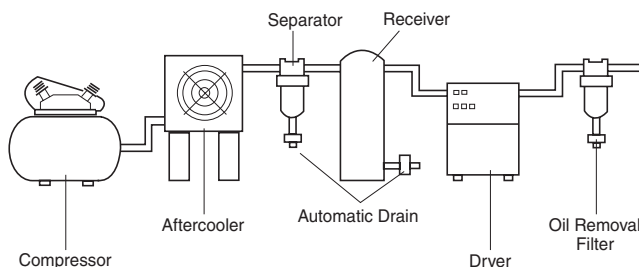 Separator
Receiver
Aftercooler
Automatic Drain
Oil Removal
Filter
Compressor
Dryer